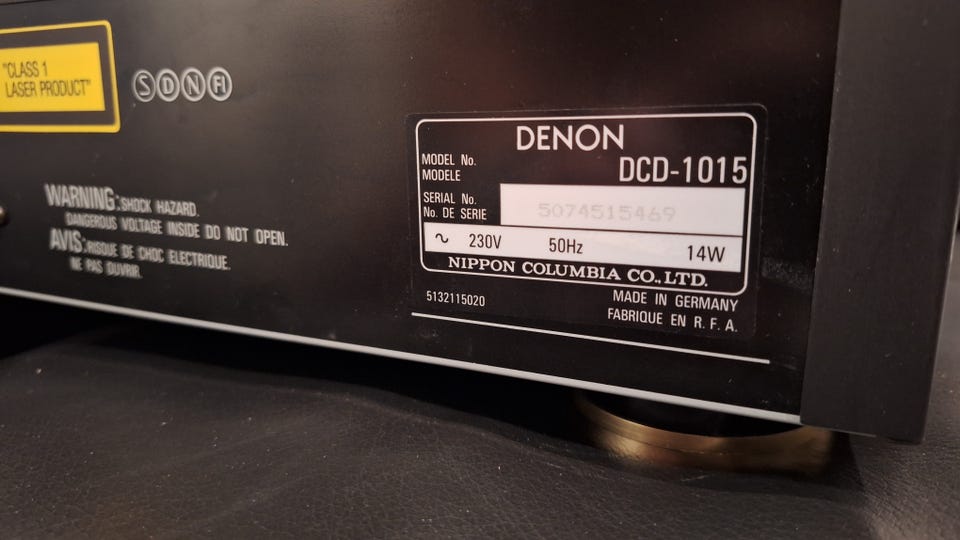 "CLASS 1
LASER PRODUCT"
S D N FI
WARNING: SHOCK HAZARD.
DANGEROUS VOLTAGE INSIDE DO NOT OPEN.
AVIS: RISQUE DE CHOC ELECTRIQUE.
NE PAS OUVRIR.
DENON
MODEL No.
MODELE
DCD-1015
SERIAL No.
No. DE SERIE
5074515469
~ 230V 50Hz 14W
NIPPON COLUMBIA CO.,LTD.
5132115020
MADE IN GERMANY
FABRIQUE EN R. F. A.